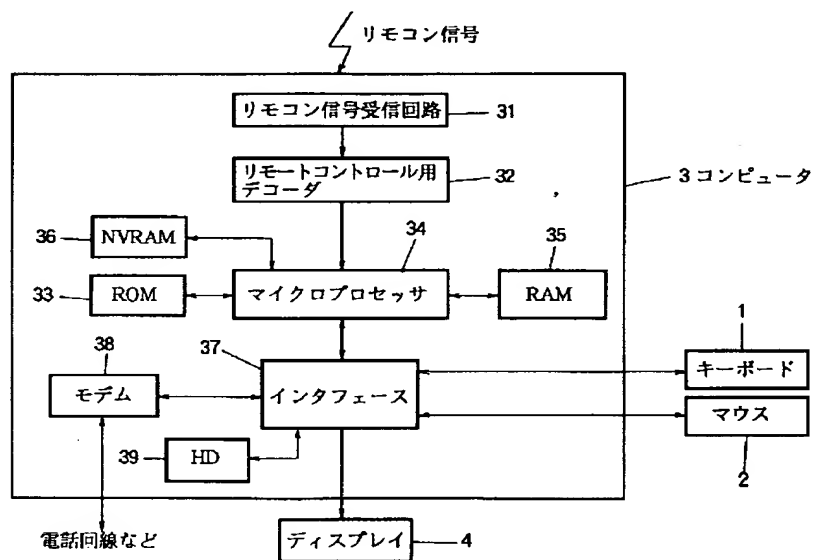 リモコン信号
リモコン信号受信回路
31
リモートコントロール用
デコーダ
32
3 コンピュータ
36
NVRAM
34
35
33
ROM
マイクロプロセッサ
RAM
38
37
1
モデム
インタフェース
キーボード
マウス
39
HD
2
電話回線など
ディスプレイ
4